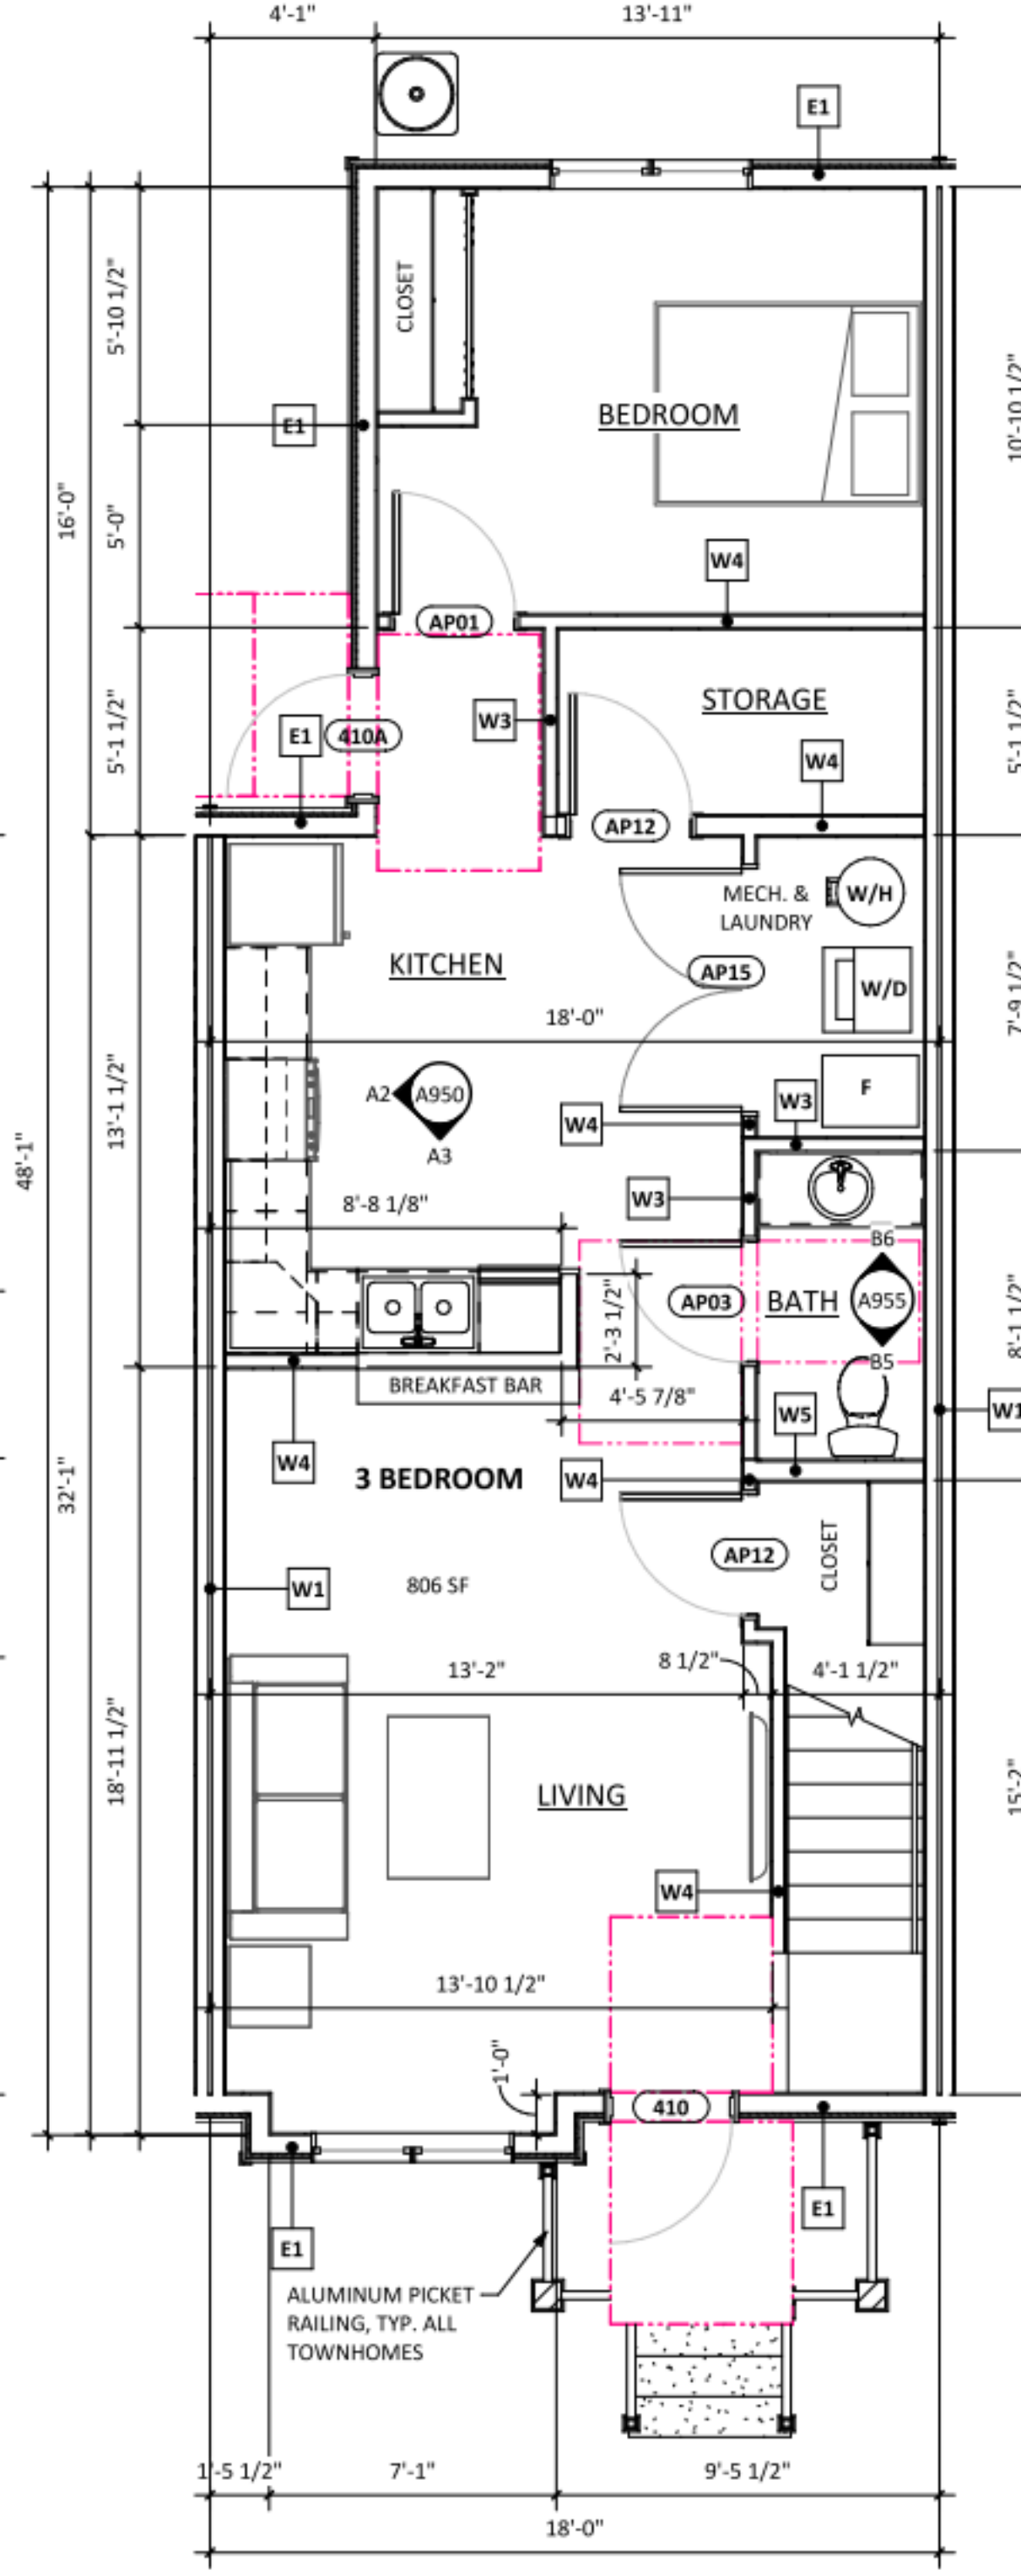 4'-1"
13'-11"
E1
5'-10 1/2"
CLOSET
10'-10 1/2"
BEDROOM
E1
16'-0"
5'-0"
W4
AP01
STORAGE
5'-1 1/2"
W3
E1
410A
5'-1 1/2"
W4
AP12
MECH. &
LAUNDRY
W/H
KITCHEN
AP15
W/D
7'-9 1/2"
18'-0"
13'-1 1/2"
A2
A950
A3
F
W3
W4
48'-1"
8'-8 1/8"
W3
B6
AP03
BATH
A955
8'-1 1/2"
2'-3 1/2"
B5
BREAKFAST BAR
4'-5 7/8"
W5
W1
W4
3 BEDROOM
W4
32'-1"
AP12
CLOSET
W1
806 SF
13'-2"
8 1/2"
4'-1 1/2"
18'-11 1/2"
LIVING
15'-2"
W4
13'-10 1/2"
1'-0"
410
E1
E1
ALUMINUM PICKET
RAILING, TYP. ALL
TOWNHOMES
1'-5 1/2"
7'-1"
9'-5 1/2"
18'-0"